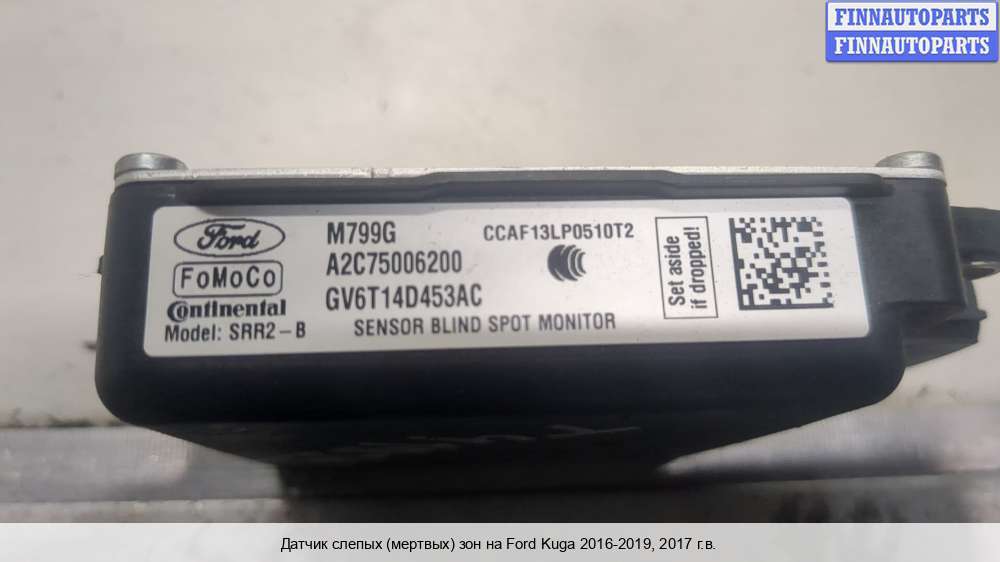 FINNAUTOPARTS
FINNAUTOPARTS
Ford
FoMoCo
Continental
Model: SRR2-B
M799G
A2C75006200
GV6T14D453AC
SENSOR BLIND SPOT MONITOR
CCAF13LP0510T2
Set aside
if dropped!
Датчик слепых (мертвых) зон на Ford Kuga 2016-2019, 2017 г.в.